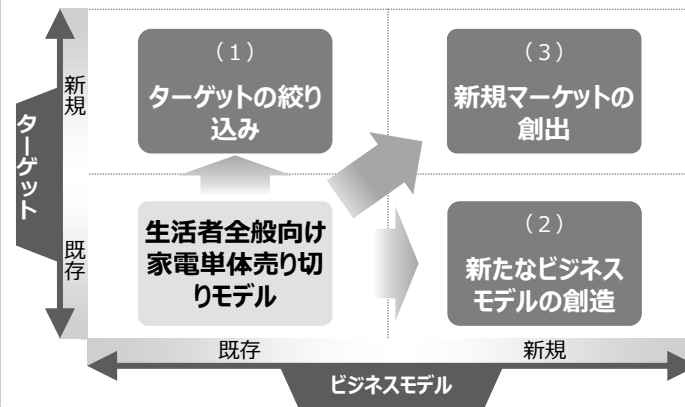 （１）
ターゲットの絞り
込み
（３）
新規マーケットの
創出
新規
ターゲット
既存
生活者全般向け
家電単体売り切
りモデル
（２）
新たなビジネス
モデルの創造
既存
新規
ビジネスモデル